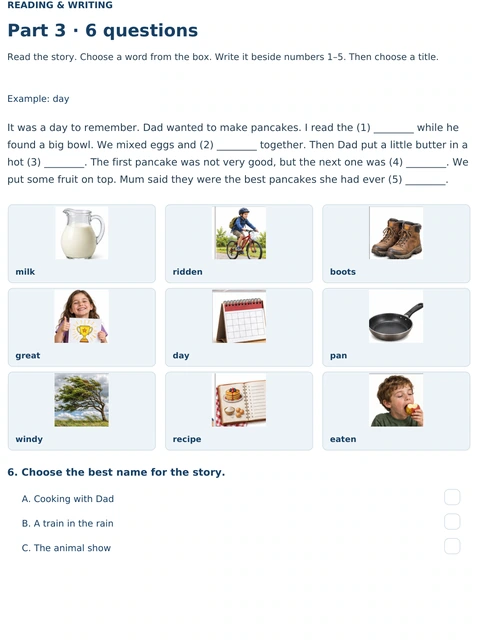 READING & WRITING
Part 3 · 6 questions
Read the story. Choose a word from the box. Write it beside numbers 1–5. Then choose a title.
Example: day
It was a day to remember. Dad wanted to make pancakes. I read the (1) ________ while he
found a big bowl. We mixed eggs and (2) ________ together. Then Dad put a little butter in a
hot (3) ________. The first pancake was not very good, but the next one was (4) ________. We
put some fruit on top. Mum said they were the best pancakes she had ever (5) ________.
milk
ridden
boots
great
day
pan
windy
recipe
eaten
6. Choose the best name for the story.
A. Cooking with Dad
B. A train in the rain
C. The animal show